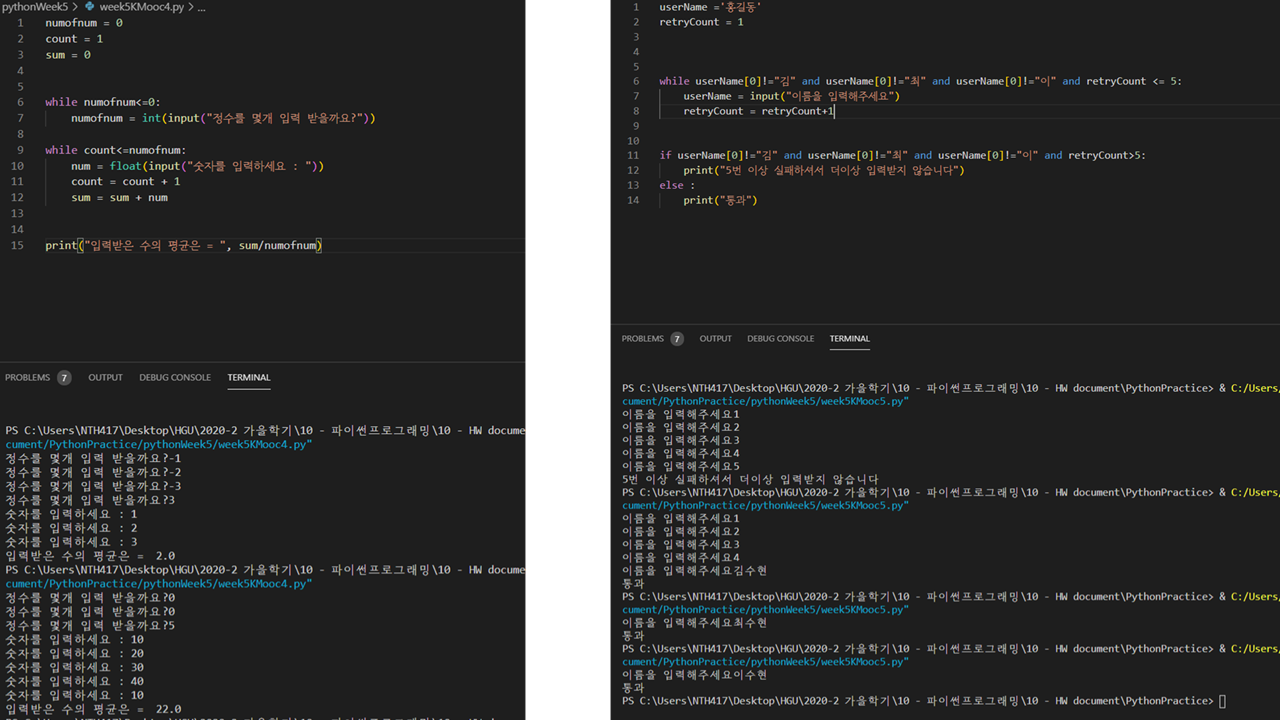 pythonWeek5 > week5KMooc4.py > ...
1 numofnum = 0
2 count = 1
3 sum = 0
4
5
6 while numofnum<=0:
7 numofnum = int(input("정수를 몇개 입력 받을까요?"))
8
9 while count<=numofnum:
10 num = float(input("숫자를 입력하세요 : "))
11 count = count + 1
12 sum = sum + num
13
14
15 print("입력받은 수의 평균은 = ", sum/numofnum)
PROBLEMS 7 OUTPUT DEBUG CONSOLE TERMINAL
PS C:\Users\NTH417\Desktop\HGU\2020-2 가을학기\10 - 파이썬프로그래밍\10 - HW docume
cument/PythonPractice/pythonWeek5/week5KMooc4.py"
정수를 몇개 입력 받을까요?-1
정수를 몇개 입력 받을까요?-2
정수를 몇개 입력 받을까요?-3
정수를 몇개 입력 받을까요?3
숫자를 입력하세요 : 1
숫자를 입력하세요 : 2
숫자를 입력하세요 : 3
입력받은 수의 평균은 =  2.0
PS C:\Users\NTH417\Desktop\HGU\2020-2 가을학기\10 - 파이썬프로그래밍\10 - HW docume
cument/PythonPractice/pythonWeek5/week5KMooc4.py"
정수를 몇개 입력 받을까요?0
정수를 몇개 입력 받을까요?0
정수를 몇개 입력 받을까요?5
숫자를 입력하세요 : 10
숫자를 입력하세요 : 20
숫자를 입력하세요 : 30
숫자를 입력하세요 : 40
숫자를 입력하세요 : 10
입력받은 수의 평균은 =  22.0
1 userName ='홍길동'
2 retryCount = 1
3
4
5
6 while userName[0]!="김" and userName[0]!="최" and userName[0]!="이" and retryCount <= 5:
7 userName = input("이름을 입력해주세요")
8 retryCount = retryCount+1
9
10
11 if userName[0]!="김" and userName[0]!="최" and userName[0]!="이" and retryCount>5:
12 print("5번 이상 실패하셔서 더이상 입력받지 않습니다")
13 else :
14 print("통과")
PROBLEMS 7 OUTPUT DEBUG CONSOLE TERMINAL
PS C:\Users\NTH417\Desktop\HGU\2020-2 가을학기\10 - 파이썬프로그래밍\10 - HW document\PythonPractice> & C:/Users/
cument/PythonPractice/pythonWeek5/week5KMooc5.py"
이름을 입력해주세요1
이름을 입력해주세요2
이름을 입력해주세요3
이름을 입력해주세요4
이름을 입력해주세요5
5번 이상 실패하셔서 더이상 입력받지 않습니다
PS C:\Users\NTH417\Desktop\HGU\2020-2 가을학기\10 - 파이썬프로그래밍\10 - HW document\PythonPractice> & C:/Users/
cument/PythonPractice/pythonWeek5/week5KMooc5.py"
이름을 입력해주세요1
이름을 입력해주세요2
이름을 입력해주세요3
이름을 입력해주세요4
이름을 입력해주세요김수현
통과
PS C:\Users\NTH417\Desktop\HGU\2020-2 가을학기\10 - 파이썬프로그래밍\10 - HW document\PythonPractice> & C:/Users/
cument/PythonPractice/pythonWeek5/week5KMooc5.py"
이름을 입력해주세요최수현
통과
PS C:\Users\NTH417\Desktop\HGU\2020-2 가을학기\10 - 파이썬프로그래밍\10 - HW document\PythonPractice> & C:/Users/
cument/PythonPractice/pythonWeek5/week5KMooc5.py"
이름을 입력해주세요이수현
통과
PS C:\Users\NTH417\Desktop\HGU\2020-2 가을학기\10 - 파이썬프로그래밍\10 - HW document\PythonPractice>